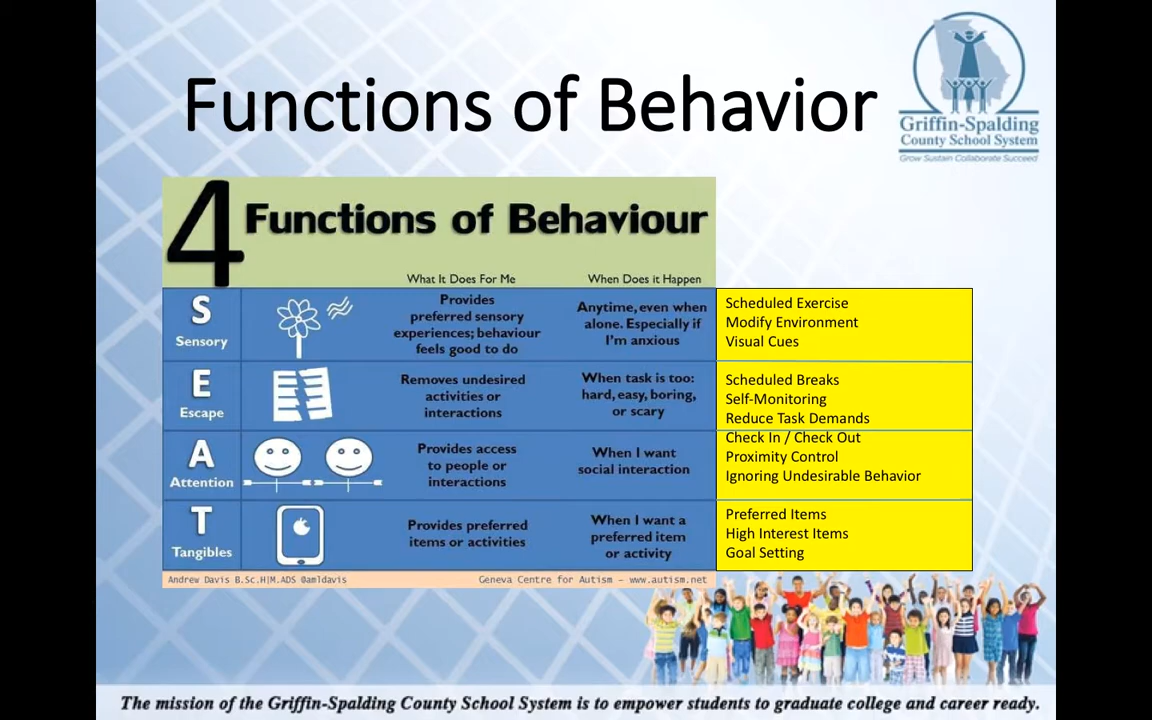 Functions of Behavior
Griffin-Spalding
County School System
Grow Sustain Collaborate Succeed
4 Functions of Behaviour
What It Does For Me
When Does it Happen
S
Sensory
Provides
preferred sensory
experiences; behaviour
feels good to do
Anytime, even when
alone. Especially if
I'm anxious
Scheduled Exercise
Modify Environment
Visual Cues
E
Escape
Removes undesired
activities or
interactions
When task is too:
hard, easy, boring,
or scary
Scheduled Breaks
Self-Monitoring
Reduce Task Demands
A
Attention
Provides access
to people or
interactions
When I want
social interaction
Check In / Check Out
Proximity Control
Ignoring Undesirable Behavior
T
Tangibles
Provides preferred
items or activities
When I want a
preferred item
or activity
Preferred Items
High Interest Items
Goal Setting
Andrew Davis B.Sc.H|M.ADS @amldavis
Geneva Centre for Autism – www.autism.net
The mission of the Griffin-Spalding County School System is to empower students to graduate college and career ready.